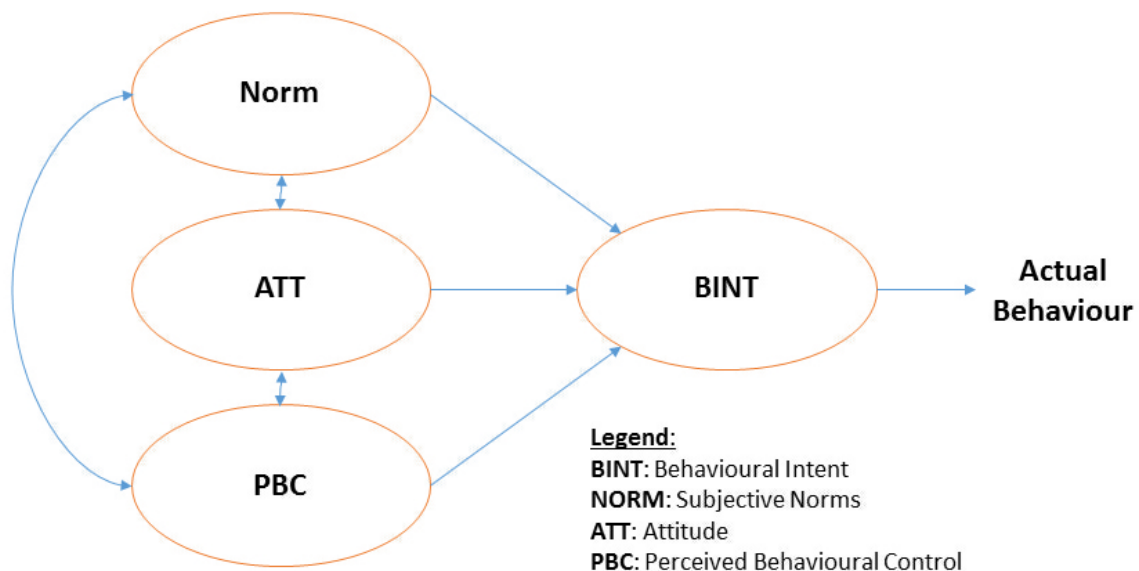 Norm
ATT
BINT
Actual
Behaviour
PBC
Legend:
BINT: Behavioural Intent
NORM: Subjective Norms
ATT: Attitude
PBC: Perceived Behavioural Control